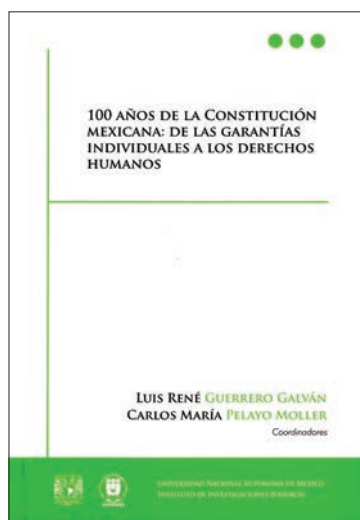 100 AÑOS DE LA CONSTITUCIÓN
MEXICANA: DE LAS GARANTÍAS
INDIVIDUALES A LOS DERECHOS
HUMANOS
LUIS RENÉ GUERRERO GALVÁN
CARLOS MARÍA PELAYO MOLLER
Coordinadores
UNIVERSIDAD NACIONAL AUTÓNOMA DE MÉXICO
INSTITUTO DE INVESTIGACIONES JURÍDICAS